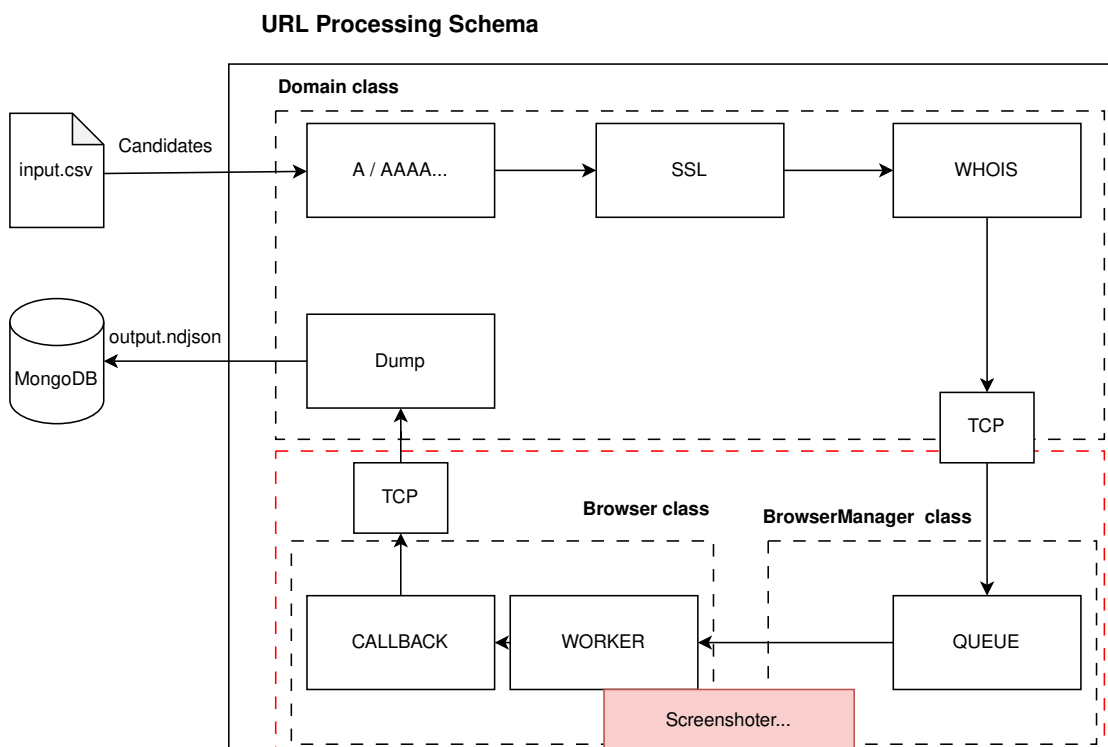 URL Processing Schema
Domain class
input.csv
Candidates
A / AAAA...
SSL
WHOIS
MongoDB
output.ndjson
Dump
TCP
TCP
Browser class
BrowserManager class
CALLBACK
WORKER
QUEUE
Screenshoter...